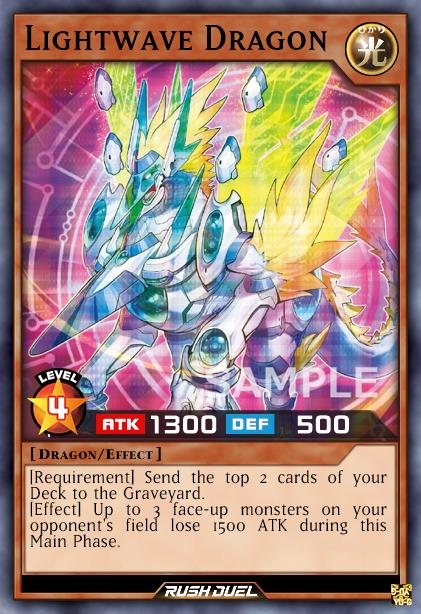 LIGHTWAVE DRAGON
ひかり
光
SAMPLE
LEVEL
4
ATK 1300 DEF 500
[DRAGON/EFFECT]
[Requirement] Send the top 2 cards of your
Deck to the Graveyard.
[Effect] Up to 3 face-up monsters on your
opponent's field lose 1500 ATK during this
Main Phase.
RUSH DUEL